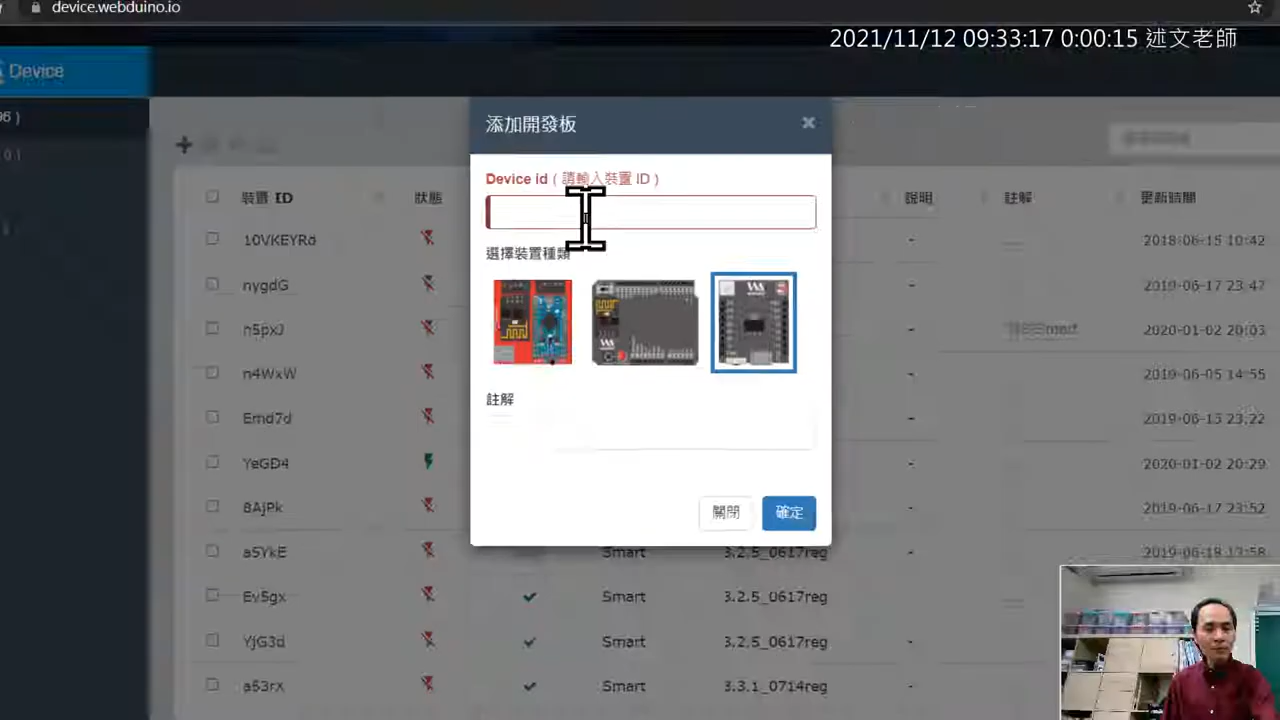 device.webduino.io
2021/11/12 09:33:17 0:00:15 述文老師
Device
添加開發板
Device id ( 請輸入裝置 ID )
選擇裝置種類
註解
關閉 確定
裝置 ID 狀態 說明 註解 更新時間
10VKEYRd - 2018-06-15 10:42
nygdG - 2019-06-17 23:47
n5pxJ - 2020-01-02 20:03
n4WxW - 2019-06-05 14:55
Emd7d - 2019-06-13 23:22
YeGD4 - 2020-01-02 20:29
8AjPk - 2019-06-17 23:52
a5YkE Smart 3.2.5_0617reg - 2019-06-18 13:58
Ev5gx Smart 3.2.5_0617reg -
YjG3d Smart 3.2.5_0617reg -
a53rX Smart 3.3.1_0714reg -